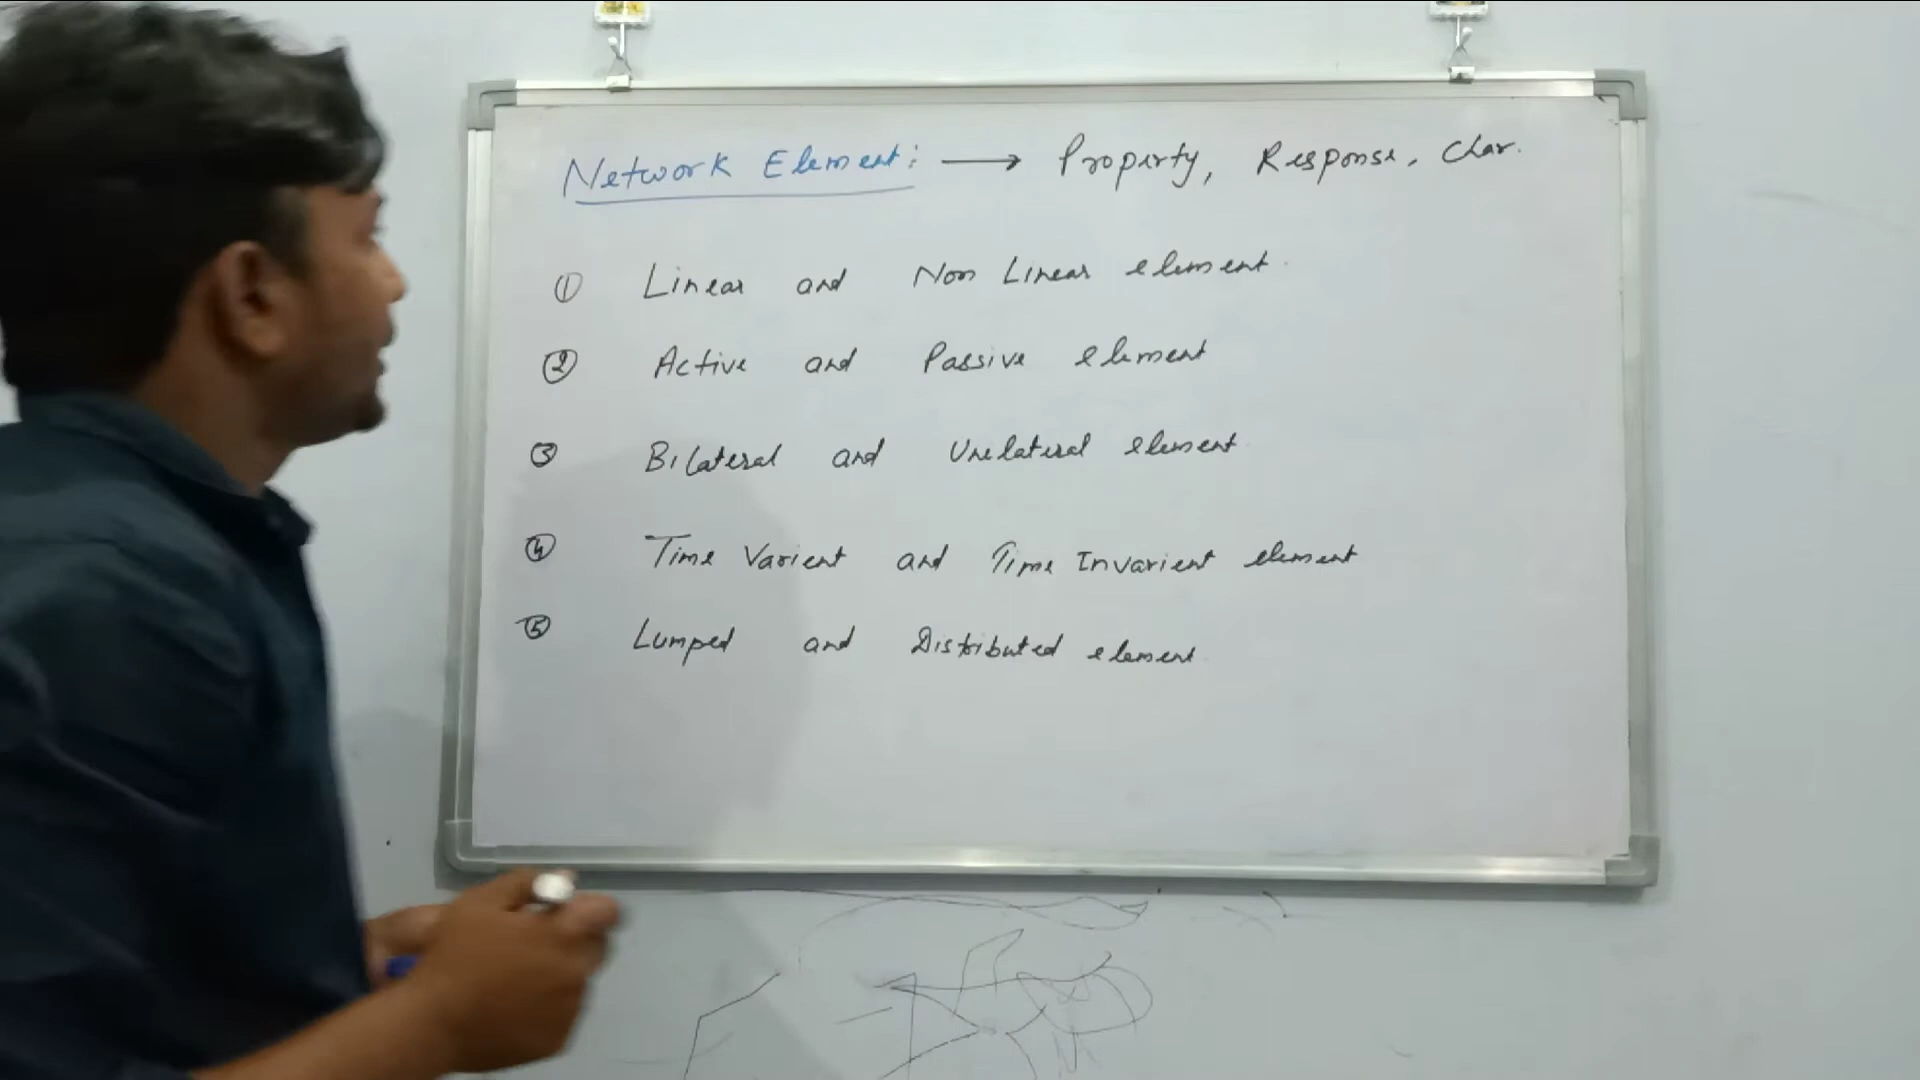 Network Element: → Property, Response, Char.
① Linear and Non Linear element.
② Active and Passive element
③ Bilateral and Unilateral element
④ Time Varient and Time Invarient element
⑤ Lumped and Distributed element.